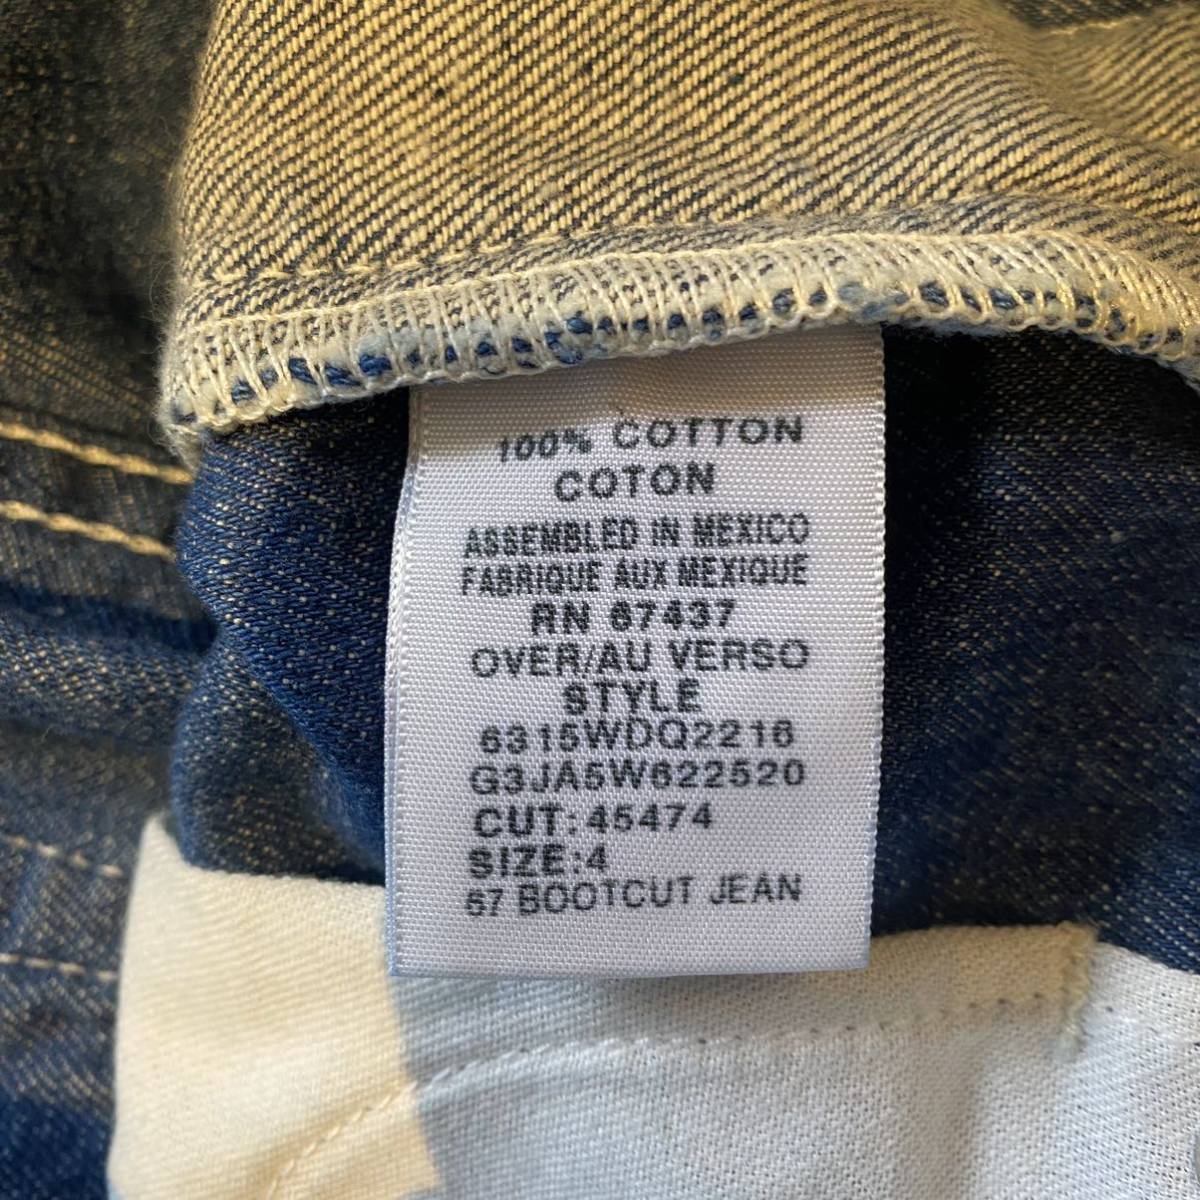 100% COTTON
COTON
ASSEMBLED IN MEXICO
FABRIQUE AUX MEXIQUE
RN 67437
OVER/AU VERSO
STYLE
6315WDQ2216
G3JA5W622520
CUT:45474
SIZE:4
67 BOOTCUT JEAN